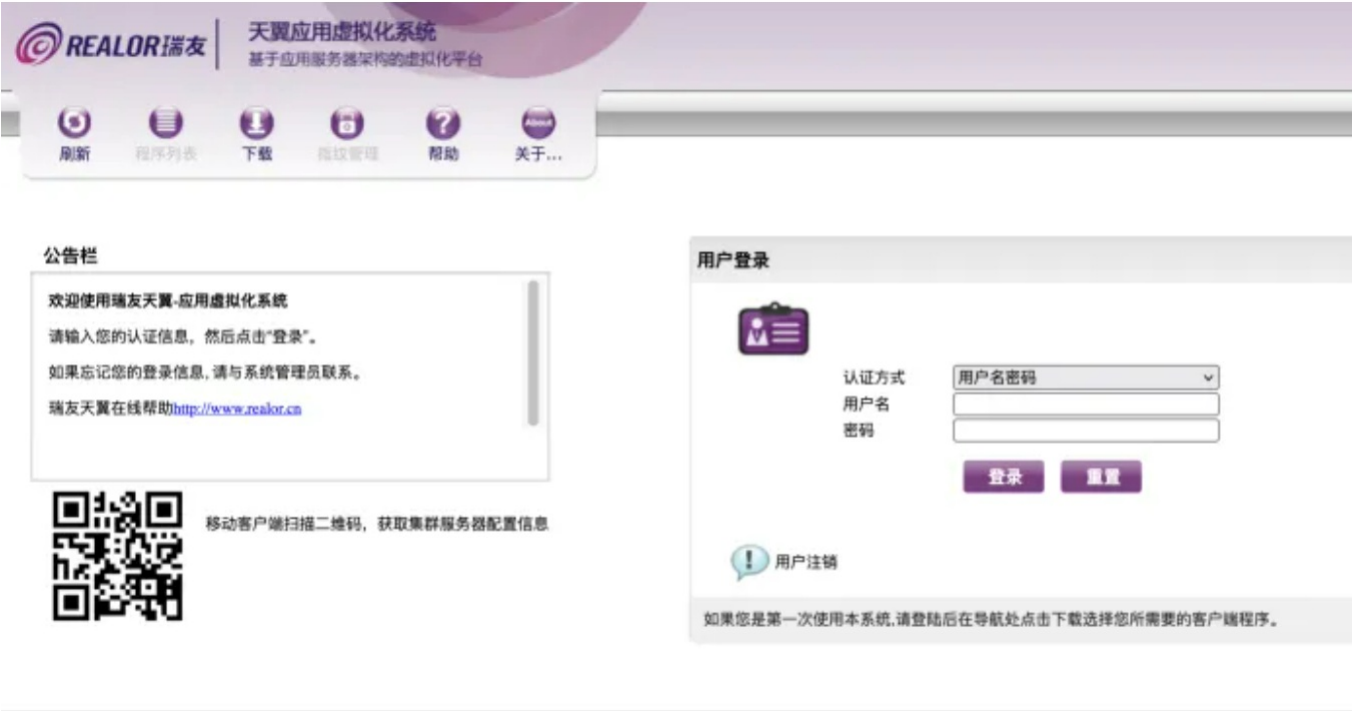 REALOR瑞友
天翼应用虚拟化系统
基于应用服务器架构的虚拟化平台
刷新
程序列表
下载
指纹管理
帮助
About
关于...
公告栏
欢迎使用瑞友天翼-应用虚拟化系统
请输入您的认证信息，然后点击“登录”。
如果忘记您的登录信息,请与系统管理员联系。
瑞友天翼在线帮助http://www.realor.cn
移动客户端扫描二维码，获取集群服务器配置信息
用户登录
认证方式 用户名密码
用户名
密码
登录 重置
用户注销
如果您是第一次使用本系统,请登陆后在导航处点击下载选择您所需要的客户端程序。